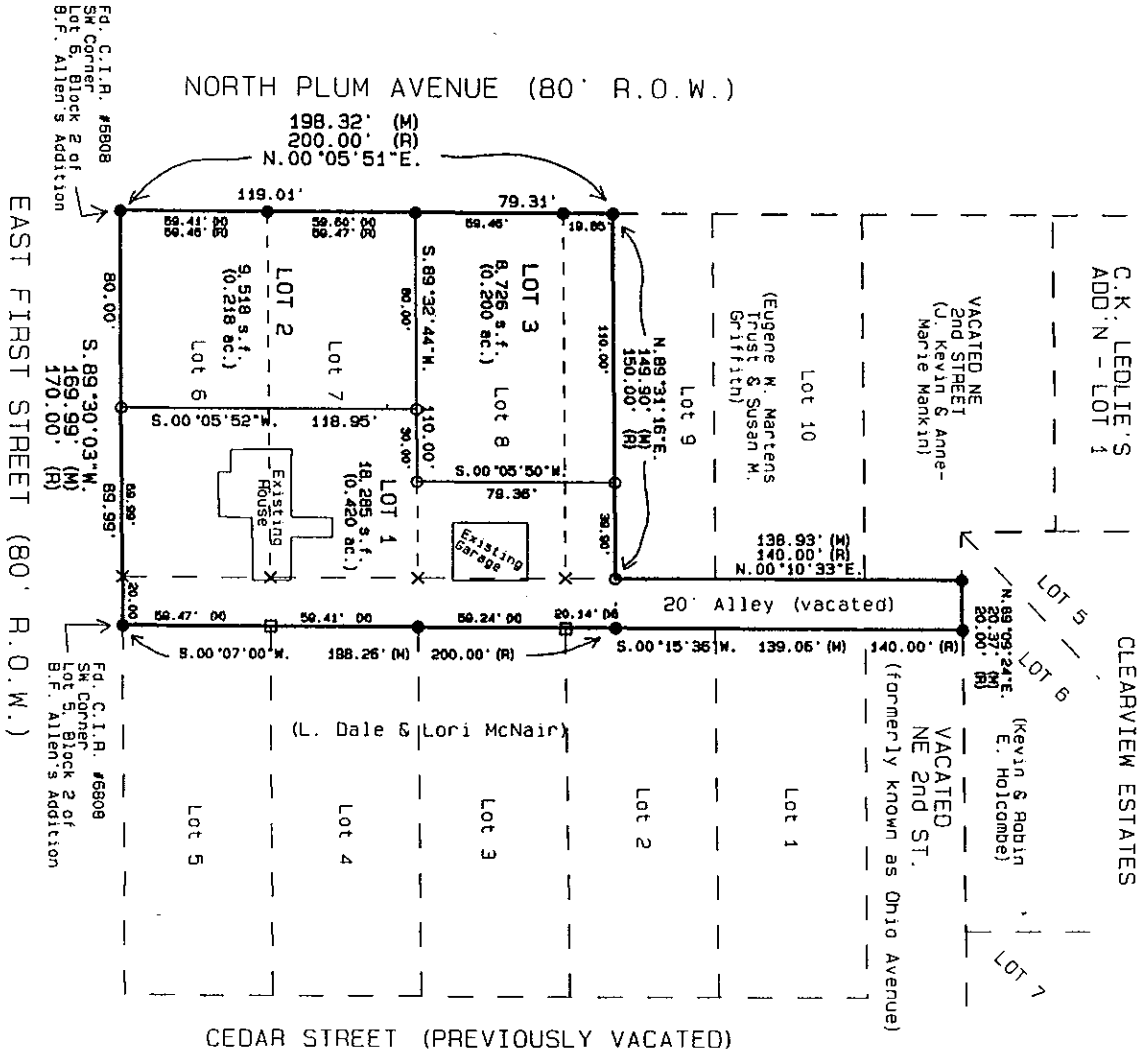 NORTH PLUM AVENUE (80' R.O.W.)
198.32' (M)
200.00' (R)
N.00°05'51"E.
Fd. C.I.R. #6808
SW Corner
Lot 6, Block 2 of
B.F. Allen's Addition
119.01'
79.31'
59.46'
19.85'
EAST FIRST STREET (80' R.O.W.)
80.00'
S.89°30'03"W.
169.99' (M)
170.00' (R)
89.99'
69.99'
20.00
LOT 2
9,518 s.f.
(0.218 ac.)
Lot 6
Lot 7
S.89°32'44"W.
80.00'
110.00'
30.00'
S.00°05'52"W. 118.95'
LOT 3
8,726 s.f.
(0.200 ac.)
Lot 8
S.00°05'50"W.
79.36'
110.00'
N.89°31'16"E.
149.90' (M)
150.00' (R)
39.90'
Lot 9
(Eugene W. Martens
Trust & Susan M.
Griffith)
Lot 10
VACATED NE
2nd STREET
(J. Kevin & Anne-
Marie Mankin)
C.K. LEDLIE'S
ADD'N - LOT 1
CLEARVIEW ESTATES
LOT 1
18,285 s.f.
(0.420 ac.)
Existing
House
Existing
Garage
138.93' (M)
140.00' (R)
N.00°10'33"E.
20' Alley (vacated)
LOT 5
LOT 6
N.89°09'24"E.
20.37' (M)
20.00' (R)
(Kevin & Robin
E. Holcombe)
LOT 7
59.47' DG
59.41' DG
59.24' DG
20.14' DG
S.00°07'00"W. 198.26' (M) 200.00' (R)
S.00°15'36"W. 139.06' (M) 140.00' (R)
Fd. C.I.R. #6808
SW Corner
Lot 5, Block 2 of
B.F. Allen's Addition
(L. Dale & Lori McNair)
VACATED
NE 2nd ST.
(formerly known as Ohio Avenue)
Lot 5
Lot 4
Lot 3
Lot 2
Lot 1
CEDAR STREET (PREVIOUSLY VACATED)